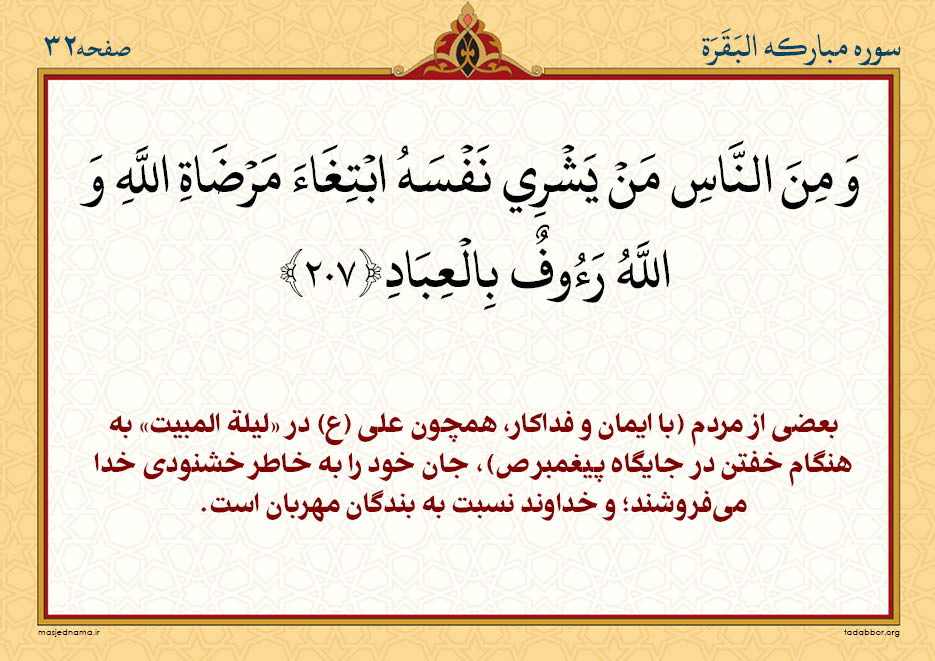 سوره مبارکه البَقَرَة
صفحه۳۲
وَ مِنَ النَّاسِ مَنْ يَشْرِي نَفْسَهُ ابْتِغَاءَ مَرْضَاةِ اللَّهِ وَ
اللَّهُ رَءُوفٌ بِالْعِبَادِ ﴿٢٠٧﴾
بعضی از مردم (با ایمان و فداکار، همچون علی (ع) در «لیلة المبیت» به
هنگام خفتن در جایگاه پیغمبرص)، جان خود را به خاطر خشنودی خدا
می‌فروشند؛ و خداوند نسبت به بندگان مهربان است.
masjednama.ir
tadabbor.org